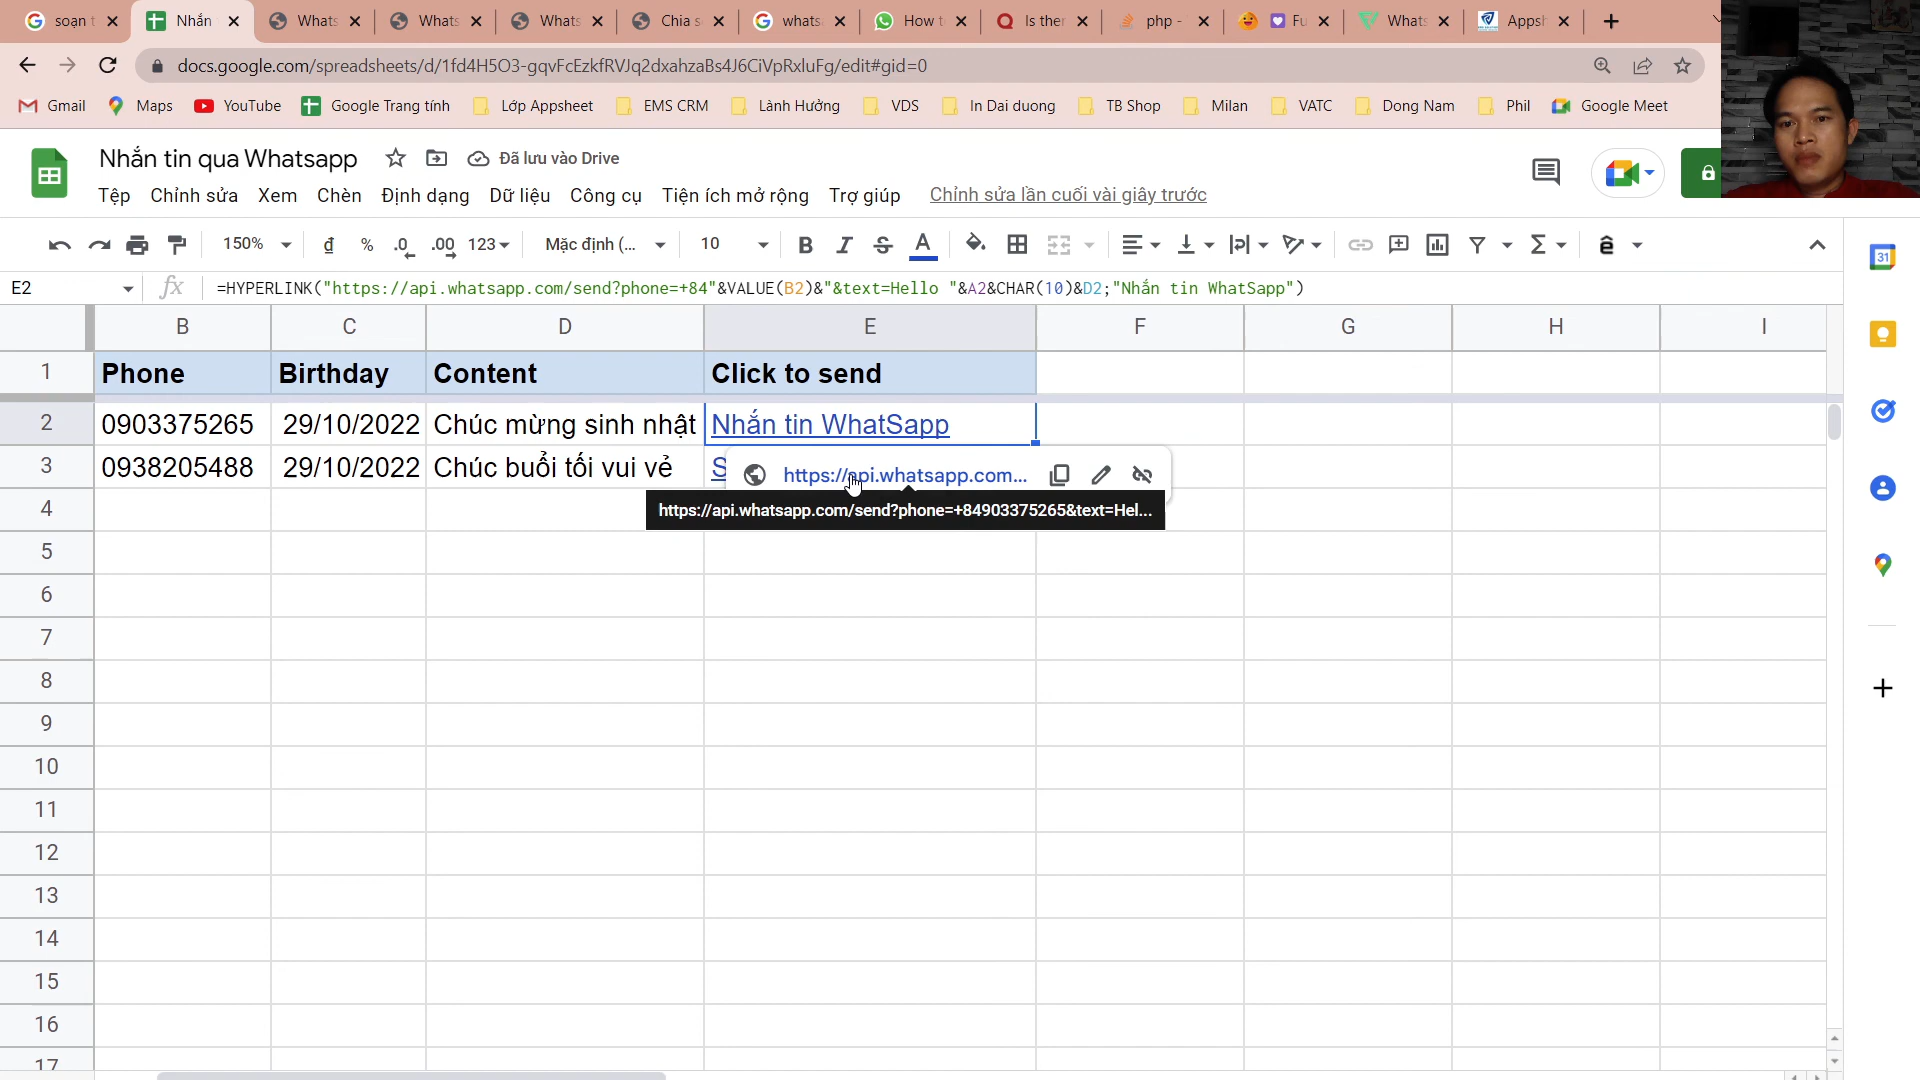 soạn t
Nhắn
Whats
Whats
Whats
Chia s
whats
How t
Is ther
php -
Fu
Whats
Appsh
docs.google.com/spreadsheets/d/1fd4H5O3-gqvFcEzkfRVJq2dxahzaBs4J6CiVpRxluFg/edit#gid=0
Gmail
Maps
YouTube
Google Trang tính
Lớp Appsheet
EMS CRM
Lành Hưởng
VDS
In Dai duong
TB Shop
Milan
VATC
Dong Nam
Phil
Google Meet
Nhắn tin qua Whatsapp
Đã lưu vào Drive
Tệp Chỉnh sửa Xem Chèn Định dạng Dữ liệu Công cụ Tiện ích mở rộng Trợ giúp
Chỉnh sửa lần cuối vài giây trước
150% đ % .0 .00 123 Mặc định (... 10 B I S A Σ ê
31
E2 fx =HYPERLINK("https://api.whatsapp.com/send?phone=+84"&VALUE(B2)&"&text=Hello "&A2&CHAR(10)&D2;"Nhắn tin WhatSapp")
B C D E F G H I
1 Phone Birthday Content Click to send
2 0903375265 29/10/2022 Chúc mừng sinh nhật Nhắn tin WhatSapp
3 0938205488 29/10/2022 Chúc buổi tối vui vẻ S
https://api.whatsapp.com...
https://api.whatsapp.com/send?phone=+84903375265&text=Hel...
4
5
6
7
8
9
10
11
12
13
14
15
16
17